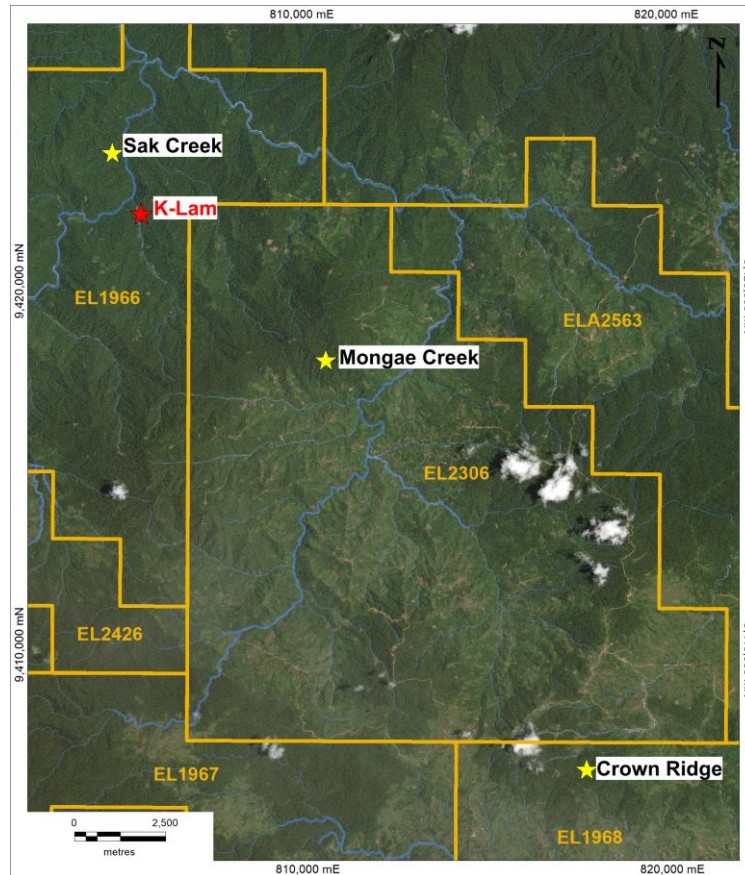 810,000 mE
820,000 mE
N
Sak Creek
K-Lam
9,420,000 mN
EL1966
ELA2563
Mongae Creek
EL2306
9,410,000 mN
EL2426
EL1967
Crown Ridge
EL1968
0 2,500
metres
810,000 mE
820,000 mE